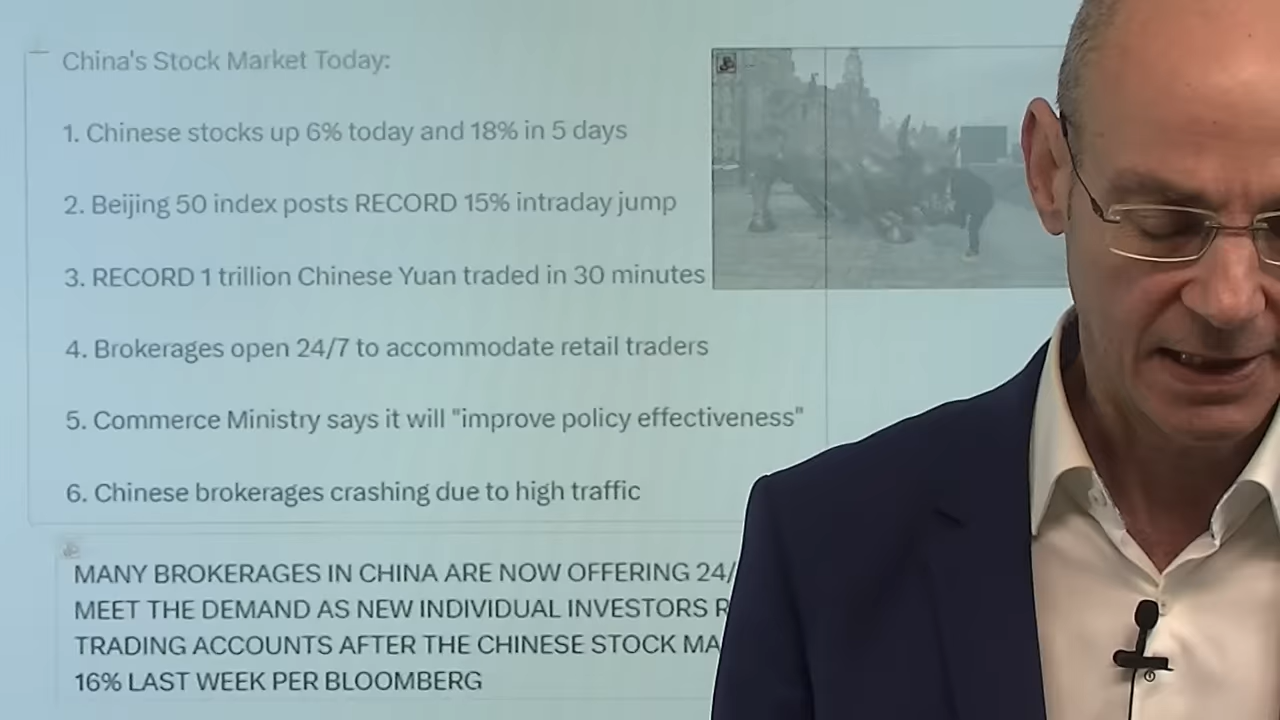 China's Stock Market Today:
1. Chinese stocks up 6% today and 18% in 5 days
2. Beijing 50 index posts RECORD 15% intraday jump
3. RECORD 1 trillion Chinese Yuan traded in 30 minutes
4. Brokerages open 24/7 to accommodate retail traders
5. Commerce Ministry says it will "improve policy effectiveness"
6. Chinese brokerages crashing due to high traffic
MANY BROKERAGES IN CHINA ARE NOW OFFERING 24/
MEET THE DEMAND AS NEW INDIVIDUAL INVESTORS R
TRADING ACCOUNTS AFTER THE CHINESE STOCK MA
16% LAST WEEK PER BLOOMBERG